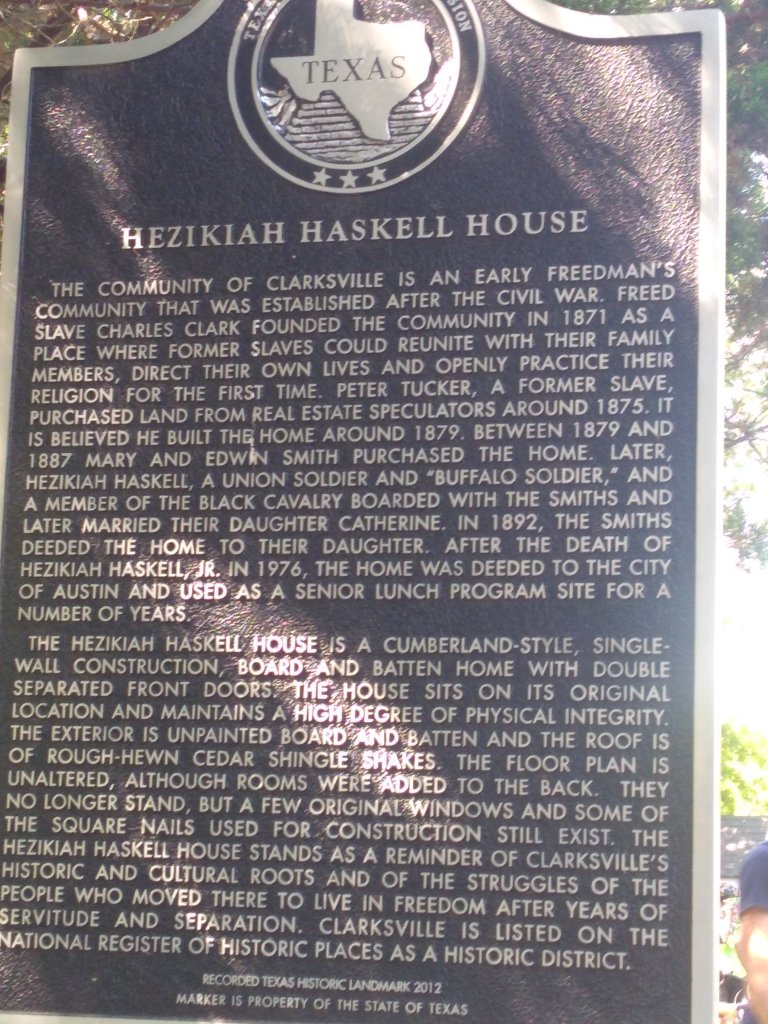 TEXAS
SION
TEXAS
HEZIKIAH HASKELL HOUSE
THE COMMUNITY OF CLARKSVILLE IS AN EARLY FREEDMAN'S
COMMUNITY THAT WAS ESTABLISHED AFTER THE CIVIL WAR. FREED
SLAVE CHARLES CLARK FOUNDED THE COMMUNITY IN 1871 AS A
PLACE WHERE FORMER SLAVES COULD REUNITE WITH THEIR FAMILY
MEMBERS, DIRECT THEIR OWN LIVES AND OPENLY PRACTICE THEIR
RELIGION FOR THE FIRST TIME. PETER TUCKER, A FORMER SLAVE,
PURCHASED LAND FROM REAL ESTATE SPECULATORS AROUND 1875. IT
IS BELIEVED HE BUILT THE HOME AROUND 1879. BETWEEN 1879 AND
1887 MARY AND EDWIN SMITH PURCHASED THE HOME. LATER,
HEZIKIAH HASKELL, A UNION SOLDIER AND "BUFFALO SOLDIER," AND
A MEMBER OF THE BLACK CAVALRY BOARDED WITH THE SMITHS AND
LATER MARRIED THEIR DAUGHTER CATHERINE. IN 1892, THE SMITHS
DEEDED THE HOME TO THEIR DAUGHTER. AFTER THE DEATH OF
HEZIKIAH HASKELL, JR. IN 1976, THE HOME WAS DEEDED TO THE CITY
OF AUSTIN AND USED AS A SENIOR LUNCH PROGRAM SITE FOR A
NUMBER OF YEARS.
THE HEZIKIAH HASKELL HOUSE IS A CUMBERLAND-STYLE, SINGLE-
WALL CONSTRUCTION, BOARD AND BATTEN HOME WITH DOUBLE
SEPARATED FRONT DOORS. THE HOUSE SITS ON ITS ORIGINAL
LOCATION AND MAINTAINS A HIGH DEGREE OF PHYSICAL INTEGRITY.
THE EXTERIOR IS UNPAINTED BOARD AND BATTEN AND THE ROOF IS
OF ROUGH-HEWN CEDAR SHINGLE SHAKES. THE FLOOR PLAN IS
UNALTERED, ALTHOUGH ROOMS WERE ADDED TO THE BACK. THEY
NO LONGER STAND, BUT A FEW ORIGINAL WINDOWS AND SOME OF
THE SQUARE NAILS USED FOR CONSTRUCTION STILL EXIST. THE
HEZIKIAH HASKELL HOUSE STANDS AS A REMINDER OF CLARKSVILLE'S
HISTORIC AND CULTURAL ROOTS AND OF THE STRUGGLES OF THE
PEOPLE WHO MOVED THERE TO LIVE IN FREEDOM AFTER YEARS OF
SERVITUDE AND SEPARATION. CLARKSVILLE IS LISTED ON THE
NATIONAL REGISTER OF HISTORIC PLACES AS A HISTORIC DISTRICT.
RECORDED TEXAS HISTORIC LANDMARK 2012
MARKER IS PROPERTY OF THE STATE OF TEXAS